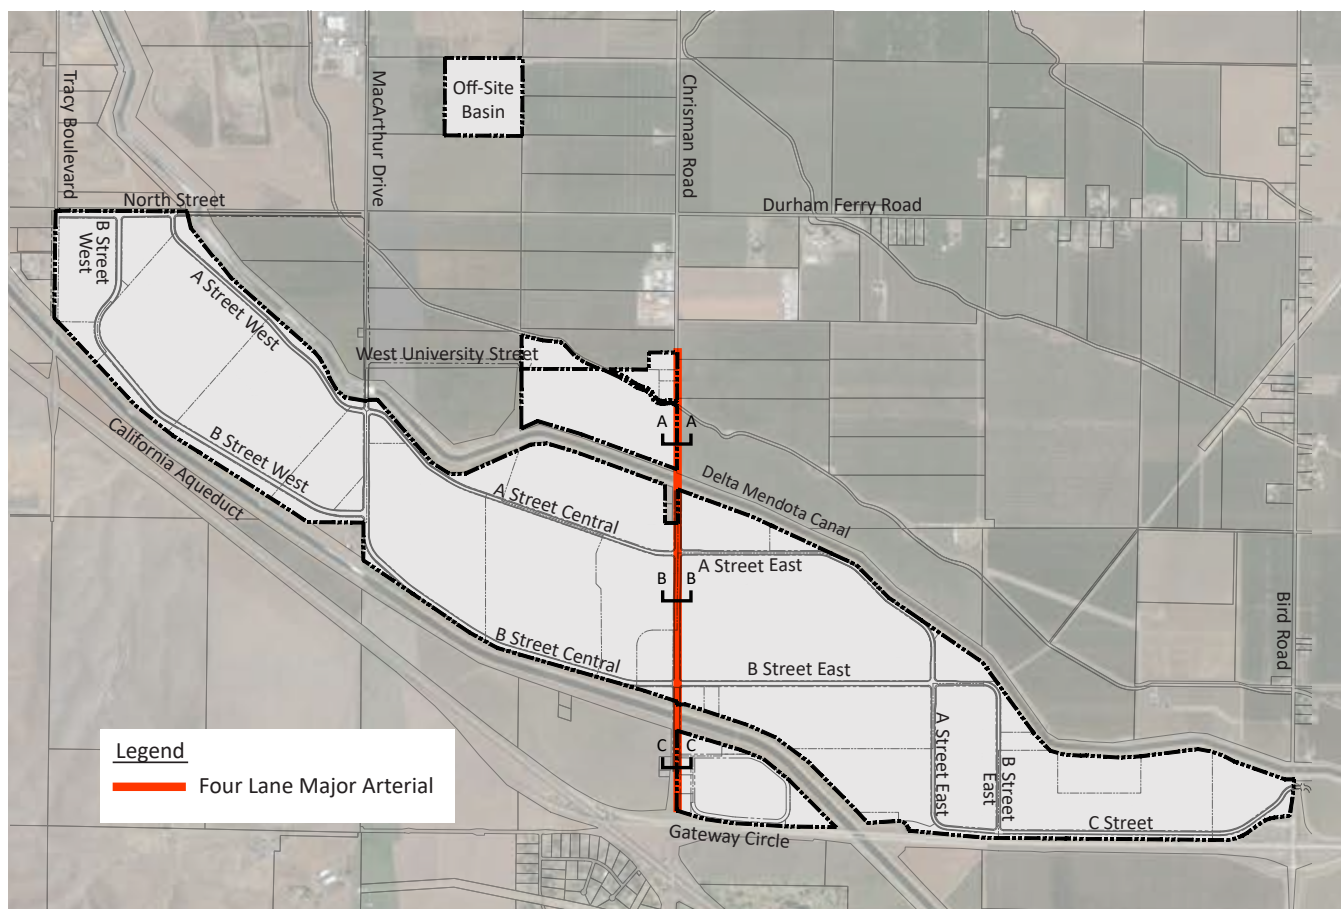 Off-Site
Basin
Tracy Boulevard
MacArthur Drive
Chrisman Road
North Street
Durham Ferry Road
B Street
West
A Street West
West University Street
A A
B Street West
California Aqueduct
Delta Mendota Canal
A Street Central
A Street East
B B
Bird Road
B Street Central
B Street East
A Street East
B Street
East
C C
Legend
Four Lane Major Arterial
C Street
Gateway Circle